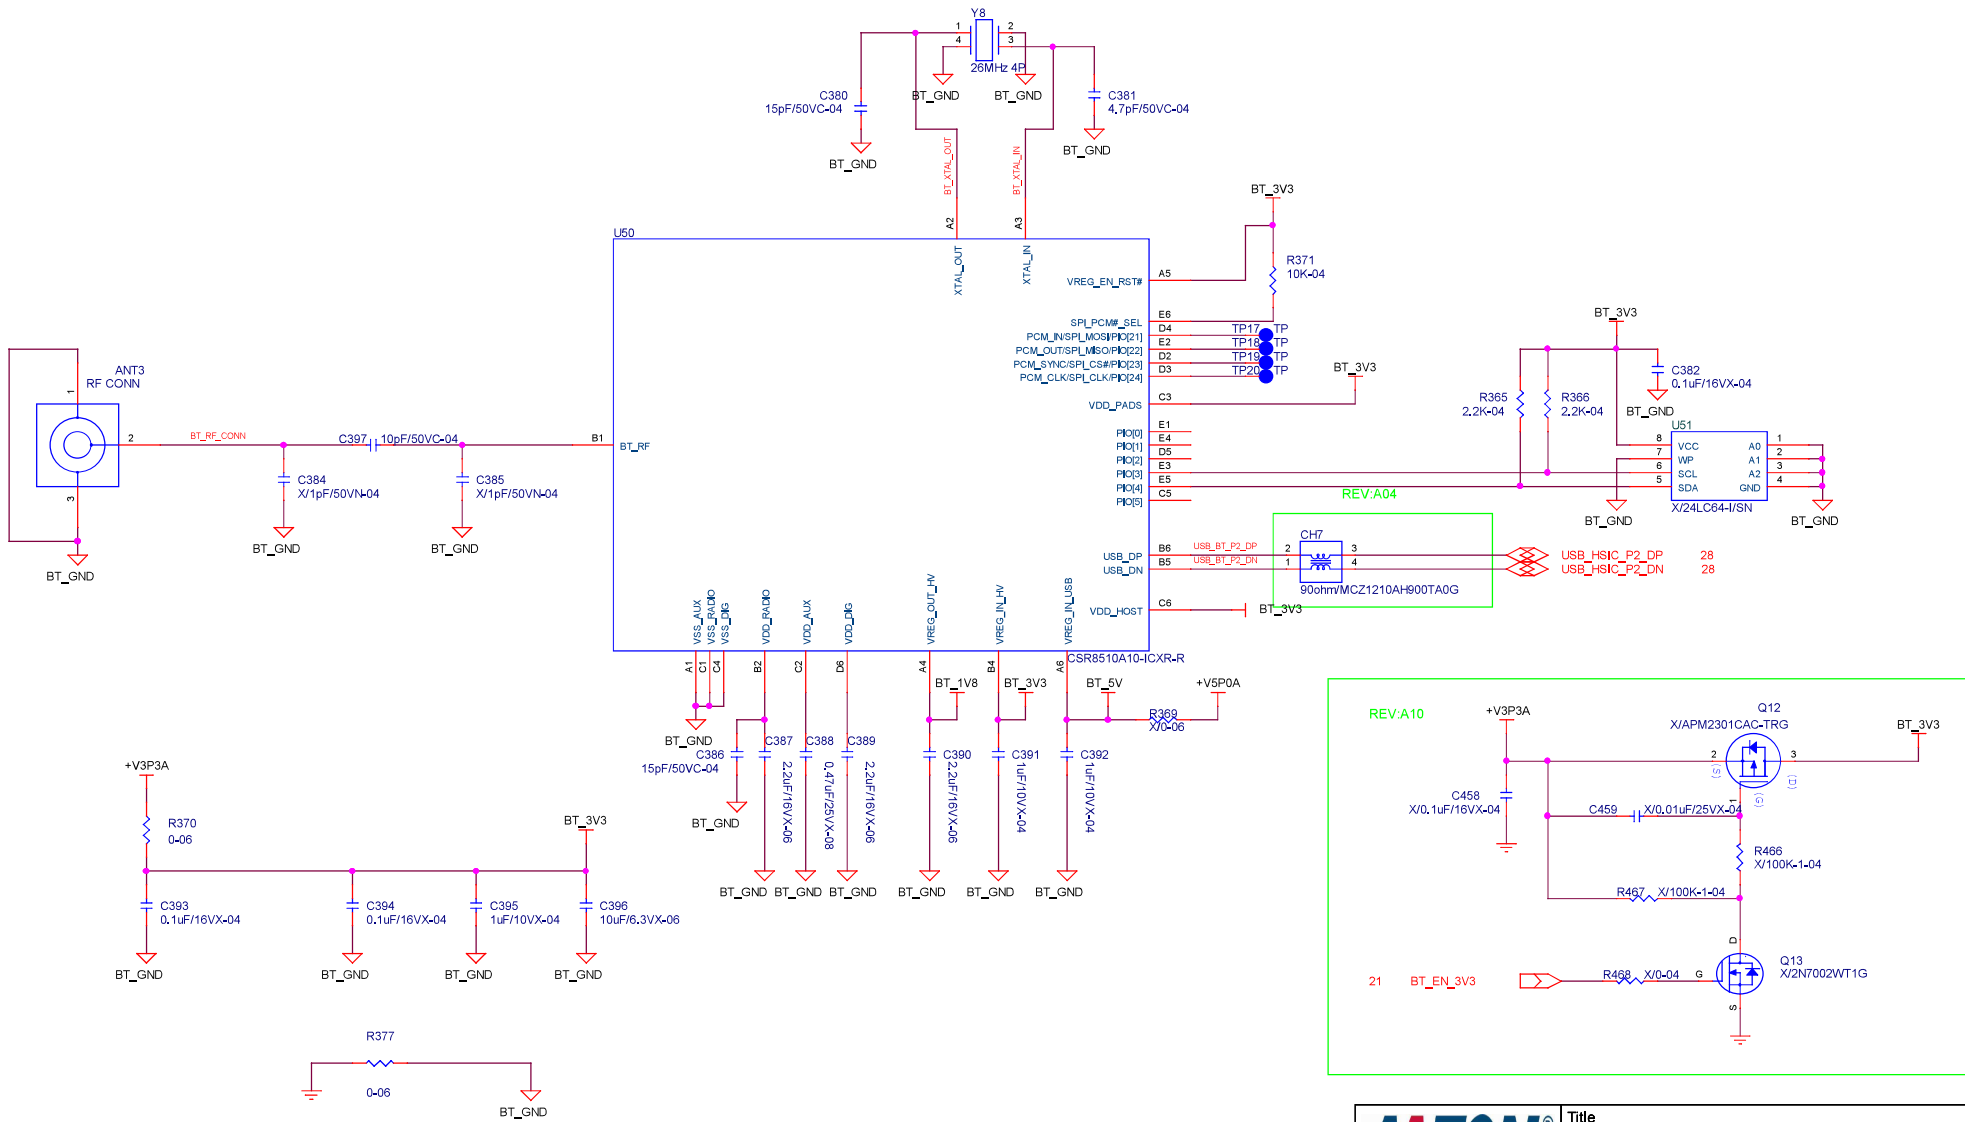 Y8
1
4
2
3
26MHz 4P
BT_GND
BT_GND
C380
15pF/50VC-04
BT_GND
C381
4.7pF/50VC-04
BT_GND
BT_XTAL_OUT
BT_XTAL_IN
A2
A3
U50
XTAL_OUT
XTAL_IN
BT_3V3
R371
10K-04
VREG_EN_RST#
A5
SPI_PCM#_SEL
E6
PCM_IN/SPI_MOSI/PIO[21]
D4
TP17
TP
PCM_OUT/SPI_MISO/PIO[22]
E2
TP18
TP
PCM_SYNC/SPI_CS#/PIO[23]
D2
TP19
TP
PCM_CLK/SPI_CLK/PIO[24]
D3
TP20
TP
BT_3V3
VDD_PADS
C3
PIO[0]
E1
PIO[1]
E4
PIO[2]
D5
PIO[3]
E3
PIO[4]
E5
PIO[5]
C5
BT_3V3
C382
0.1uF/16VX-04
BT_GND
R365
2.2K-04
R366
2.2K-04
U51
8
VCC
A0
1
7
WP
A1
2
6
SCL
A2
3
5
SDA
GND
4
X/24LC64-I/SN
BT_GND
BT_GND
ANT3
RF CONN
1
2
3
BT_GND
BT_RF_CONN
C397
10pF/50VC-04
B1
BT_RF
C384
X/1pF/50VN-04
BT_GND
C385
X/1pF/50VN-04
BT_GND
REV:A04
CH7
USB_DP
B6
USB_BT_P2_DP
2
3
USB_HSIC_P2_DP
28
USB_DN
B5
USB_BT_P2_DN
1
4
USB_HSIC_P2_DN
28
90ohm/MCZ1210AH900TA0G
VDD_HOST
C6
BT_3V3
VSS_AUX
VSS_RADIO
VSS_DIG
VDD_RADIO
VDD_AUX
VDD_DIG
VREG_OUT_HV
VREG_IN_HV
VREG_IN_USB
CSR8510A10-ICXR-R
A1
C1
C4
B2
C2
D6
A4
B4
A6
BT_1V8
BT_3V3
BT_5V
+V5P0A
R369
X/0-06
BT_GND
C386
15pF/50VC-04
BT_GND
C387
2.2uF/16VX-06
C388
0.47uF/25VX-08
C389
2.2uF/16VX-06
C390
2.2uF/16VX-06
C391
1uF/10VX-04
C392
1uF/10VX-04
BT_GND
BT_GND
BT_GND
BT_GND
BT_GND
BT_GND
+V3P3A
R370
0-06
BT_3V3
C393
0.1uF/16VX-04
C394
0.1uF/16VX-04
C395
1uF/10VX-04
C396
10uF/6.3VX-06
BT_GND
BT_GND
BT_GND
BT_GND
R377
0-06
BT_GND
REV:A10
+V3P3A
Q12
X/APM2301CAC-TRG
BT_3V3
2
3
(S)
(D)
(G)
1
C458
X/0.1uF/16VX-04
C459
X/0.01uF/25VX-04
R466
X/100K-1-04
R467
X/100K-1-04
D
Q13
X/2N7002WT1G
21
BT_EN_3V3
R468
X/0-04
G
S
Title